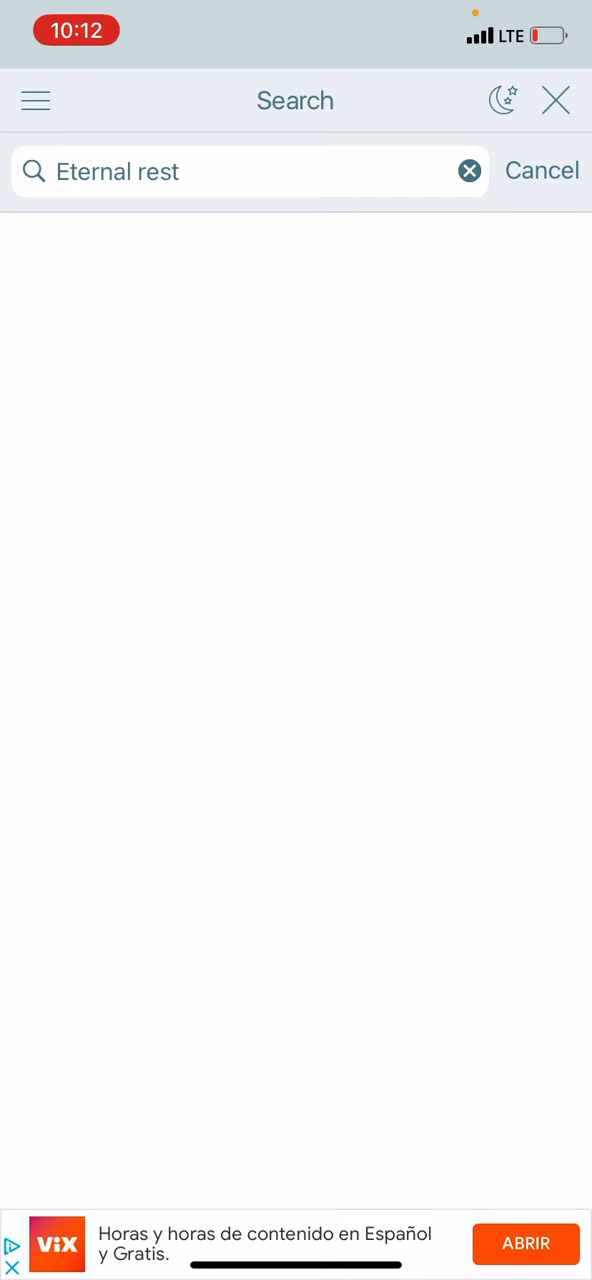 10:12
LTE
Search
Eternal rest
Cancel
ViX
Horas y horas de contenido en Español
y Gratis.
ABRIR